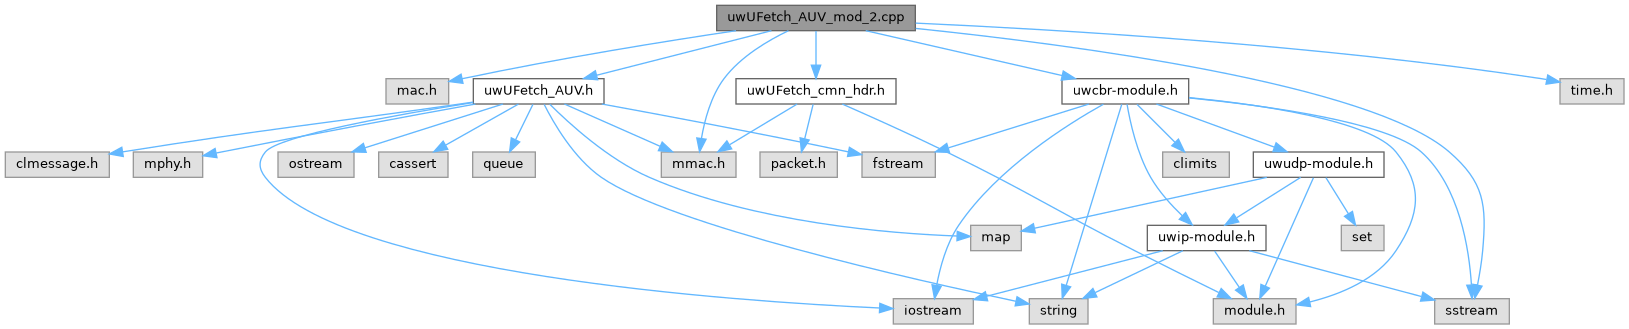 uwUFetch_AUV_mod_2.cpp
mac.h
uwUFetch_AUV.h
uwUFetch_cmn_hdr.h
uwcbr-module.h
time.h
clmessage.h
mphy.h
ostream
cassert
queue
mmac.h
packet.h
fstream
climits
uwudp-module.h
map
uwip-module.h
set
iostream
string
module.h
sstream